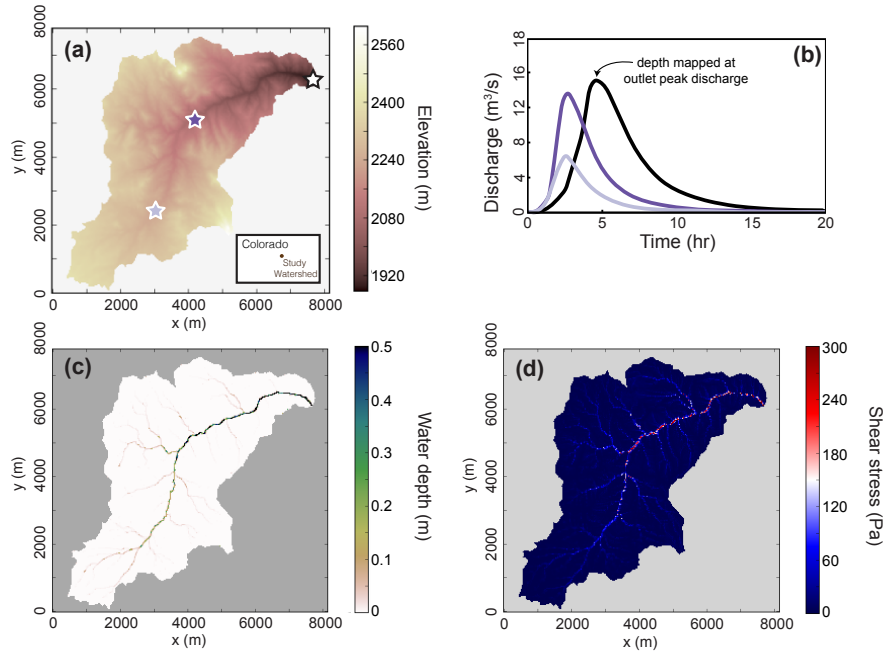 (a)
8000
6000
4000
2000
0
y (m)
0 2000 4000 6000 8000
x (m)
Colorado
Study
Watershed
2560
2400
2240
2080
1920
Elevation (m)
(b)
18
16
12
8
4
0
Discharge (m³/s)
depth mapped at
outlet peak discharge
0 5 10 15 20
Time (hr)
(c)
8000
6000
4000
2000
0
y (m)
0 2000 4000 6000 8000
x (m)
0.5
0.4
0.3
0.2
0.1
0
Water depth (m)
(d)
8000
6000
4000
2000
0
y (m)
0 2000 4000 6000 8000
x (m)
300
240
180
120
60
0
Shear stress (Pa)